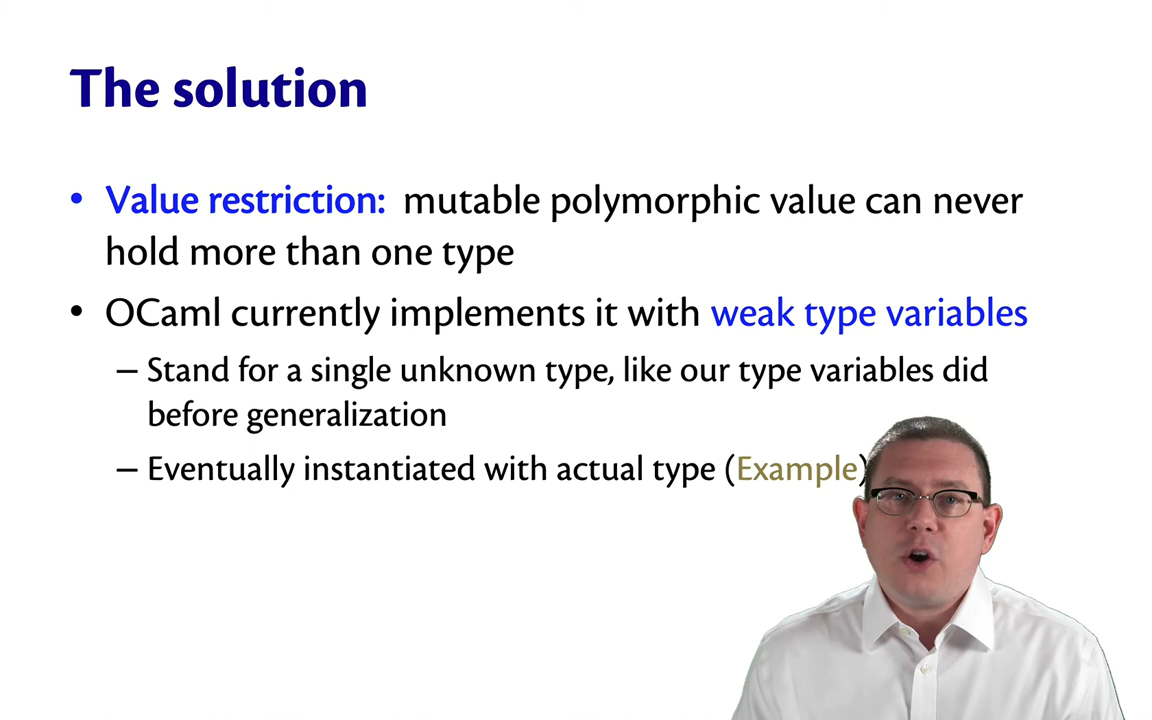 The solution
• Value restriction: mutable polymorphic value can never
hold more than one type
• OCaml currently implements it with weak type variables
– Stand for a single unknown type, like our type variables did
before generalization
– Eventually instantiated with actual type (Example)